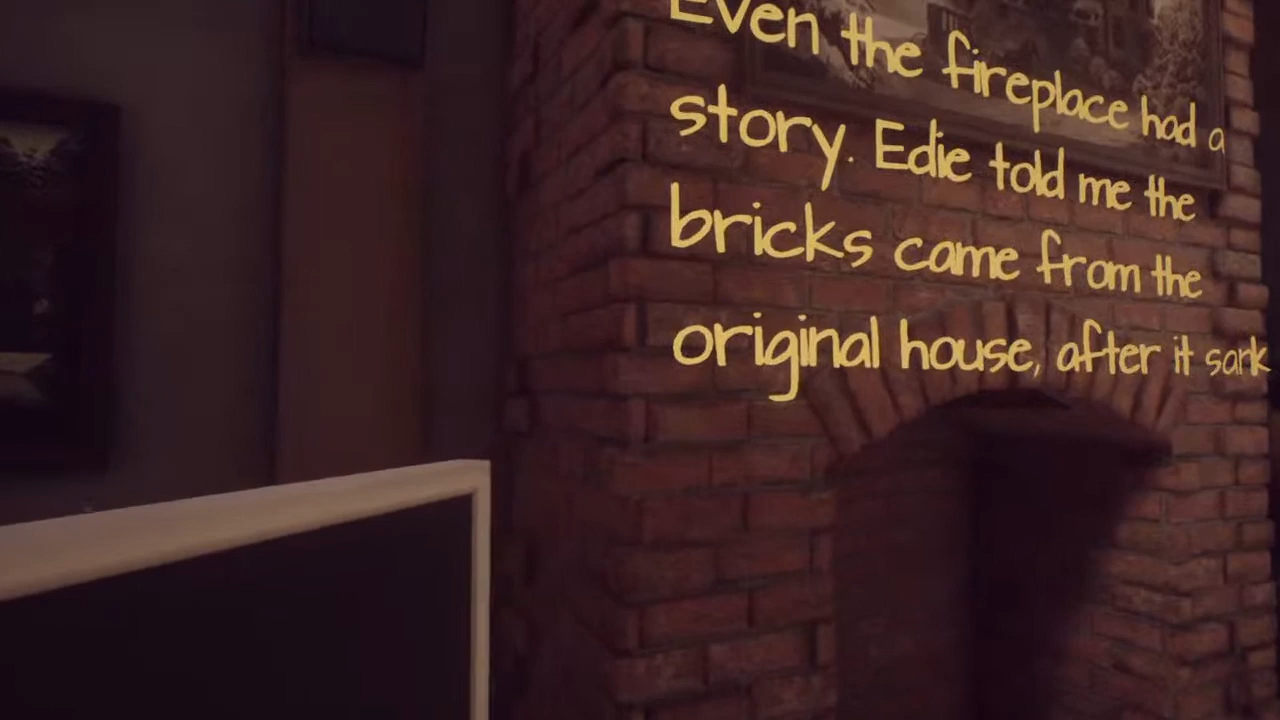 Even the fireplace had a
story. Edie told me the
bricks came from the
original house, after it sank